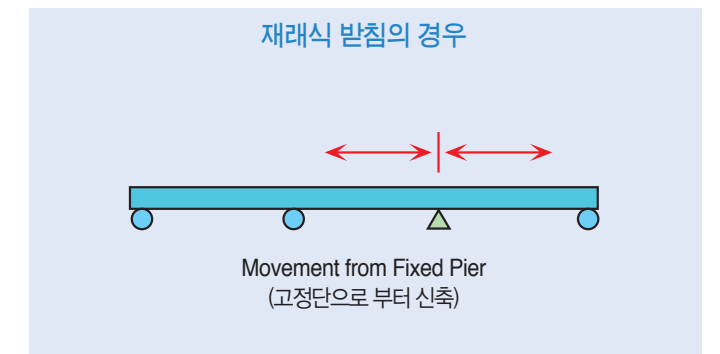 재래식 받침의 경우
Movement from Fixed Pier
(고정단으로 부터 신축)